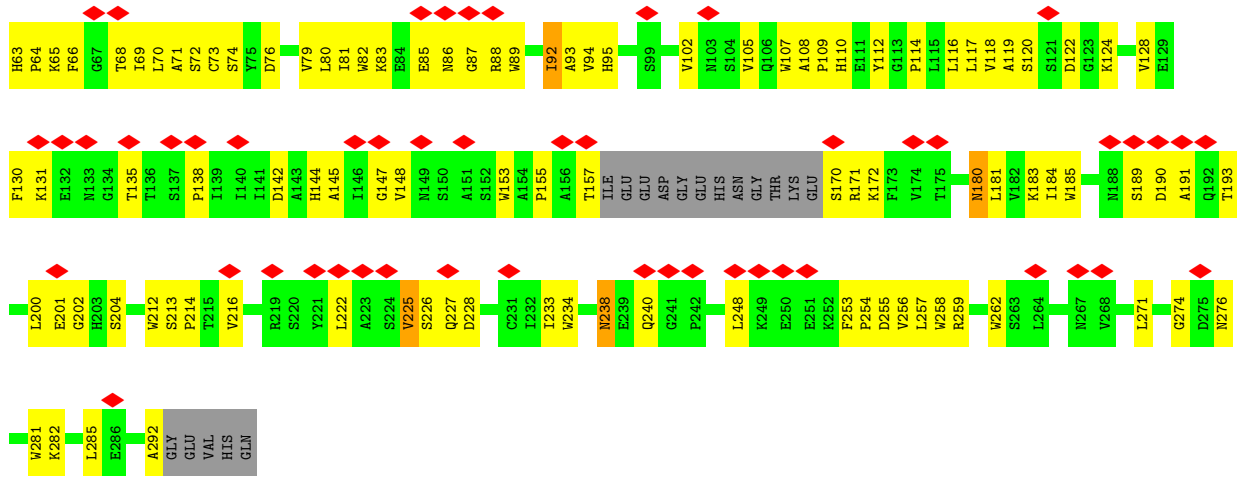 H63 P64 K65 F66 G67 T68 I69 L70 A71 S72 C73 S74 Y75 D76 V79 L80 I81 W82 K83 E84 E85 N86 G87 R88 W89 I92 A93 V94 H95 S99 V102 N103 S104 V105 Q106 W107 A108 P109 H110 E111 Y112 G113 P114 L115 L116 L117 V118 A119 S120 S121 D122 G123 K124 V128 E129
F130 K131 E132 N133 G134 T135 T136 S137 P138 I139 I140 I141 D142 A143 H144 A145 I146 G147 V148 N149 S150 A151 S152 W153 A154 P155 A156 T157 ILE GLU GLU ASP GLY GLU HIS ASN GLY THR LYS GLU S170 R171 K172 F173 V174 T175 N180 L181 V182 K183 I184 W185 N188 S189 D190 A191 Q192 T193
L200 E201 G202 H203 S204 W212 S213 P214 T215 V216 R219 S220 Y221 L222 A223 S224 V225 S226 Q227 D228 C231 I232 I233 W234 N238 E239 Q240 G241 P242 L248 K249 E250 E251 K252 F253 P254 D255 V256 L257 W258 R259 W262 S263 L264 N267 V268 L271 G274 D275 N276
W281 K282 L285 E286 A292 GLY GLU VAL HIS GLN